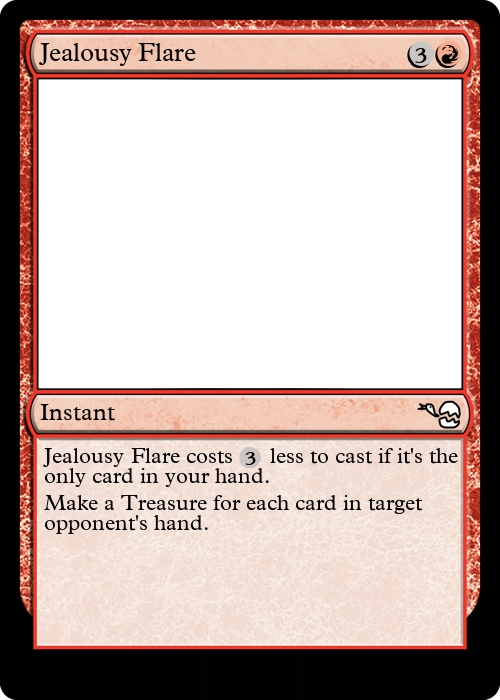 Jealousy Flare 3
Instant
Jealousy Flare costs 3 less to cast if it's the
only card in your hand.
Make a Treasure for each card in target
opponent's hand.